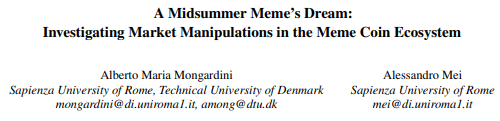 A Midsummer Meme's Dream:
Investigating Market Manipulations in the Meme Coin Ecosystem
Alberto Maria Mongardini
Sapienza University of Rome, Technical University of Denmark
mongardini@di.uniroma1.it, among@dtu.dk
Alessandro Mei
Sapienza University of Rome
mei@di.uniroma1.it